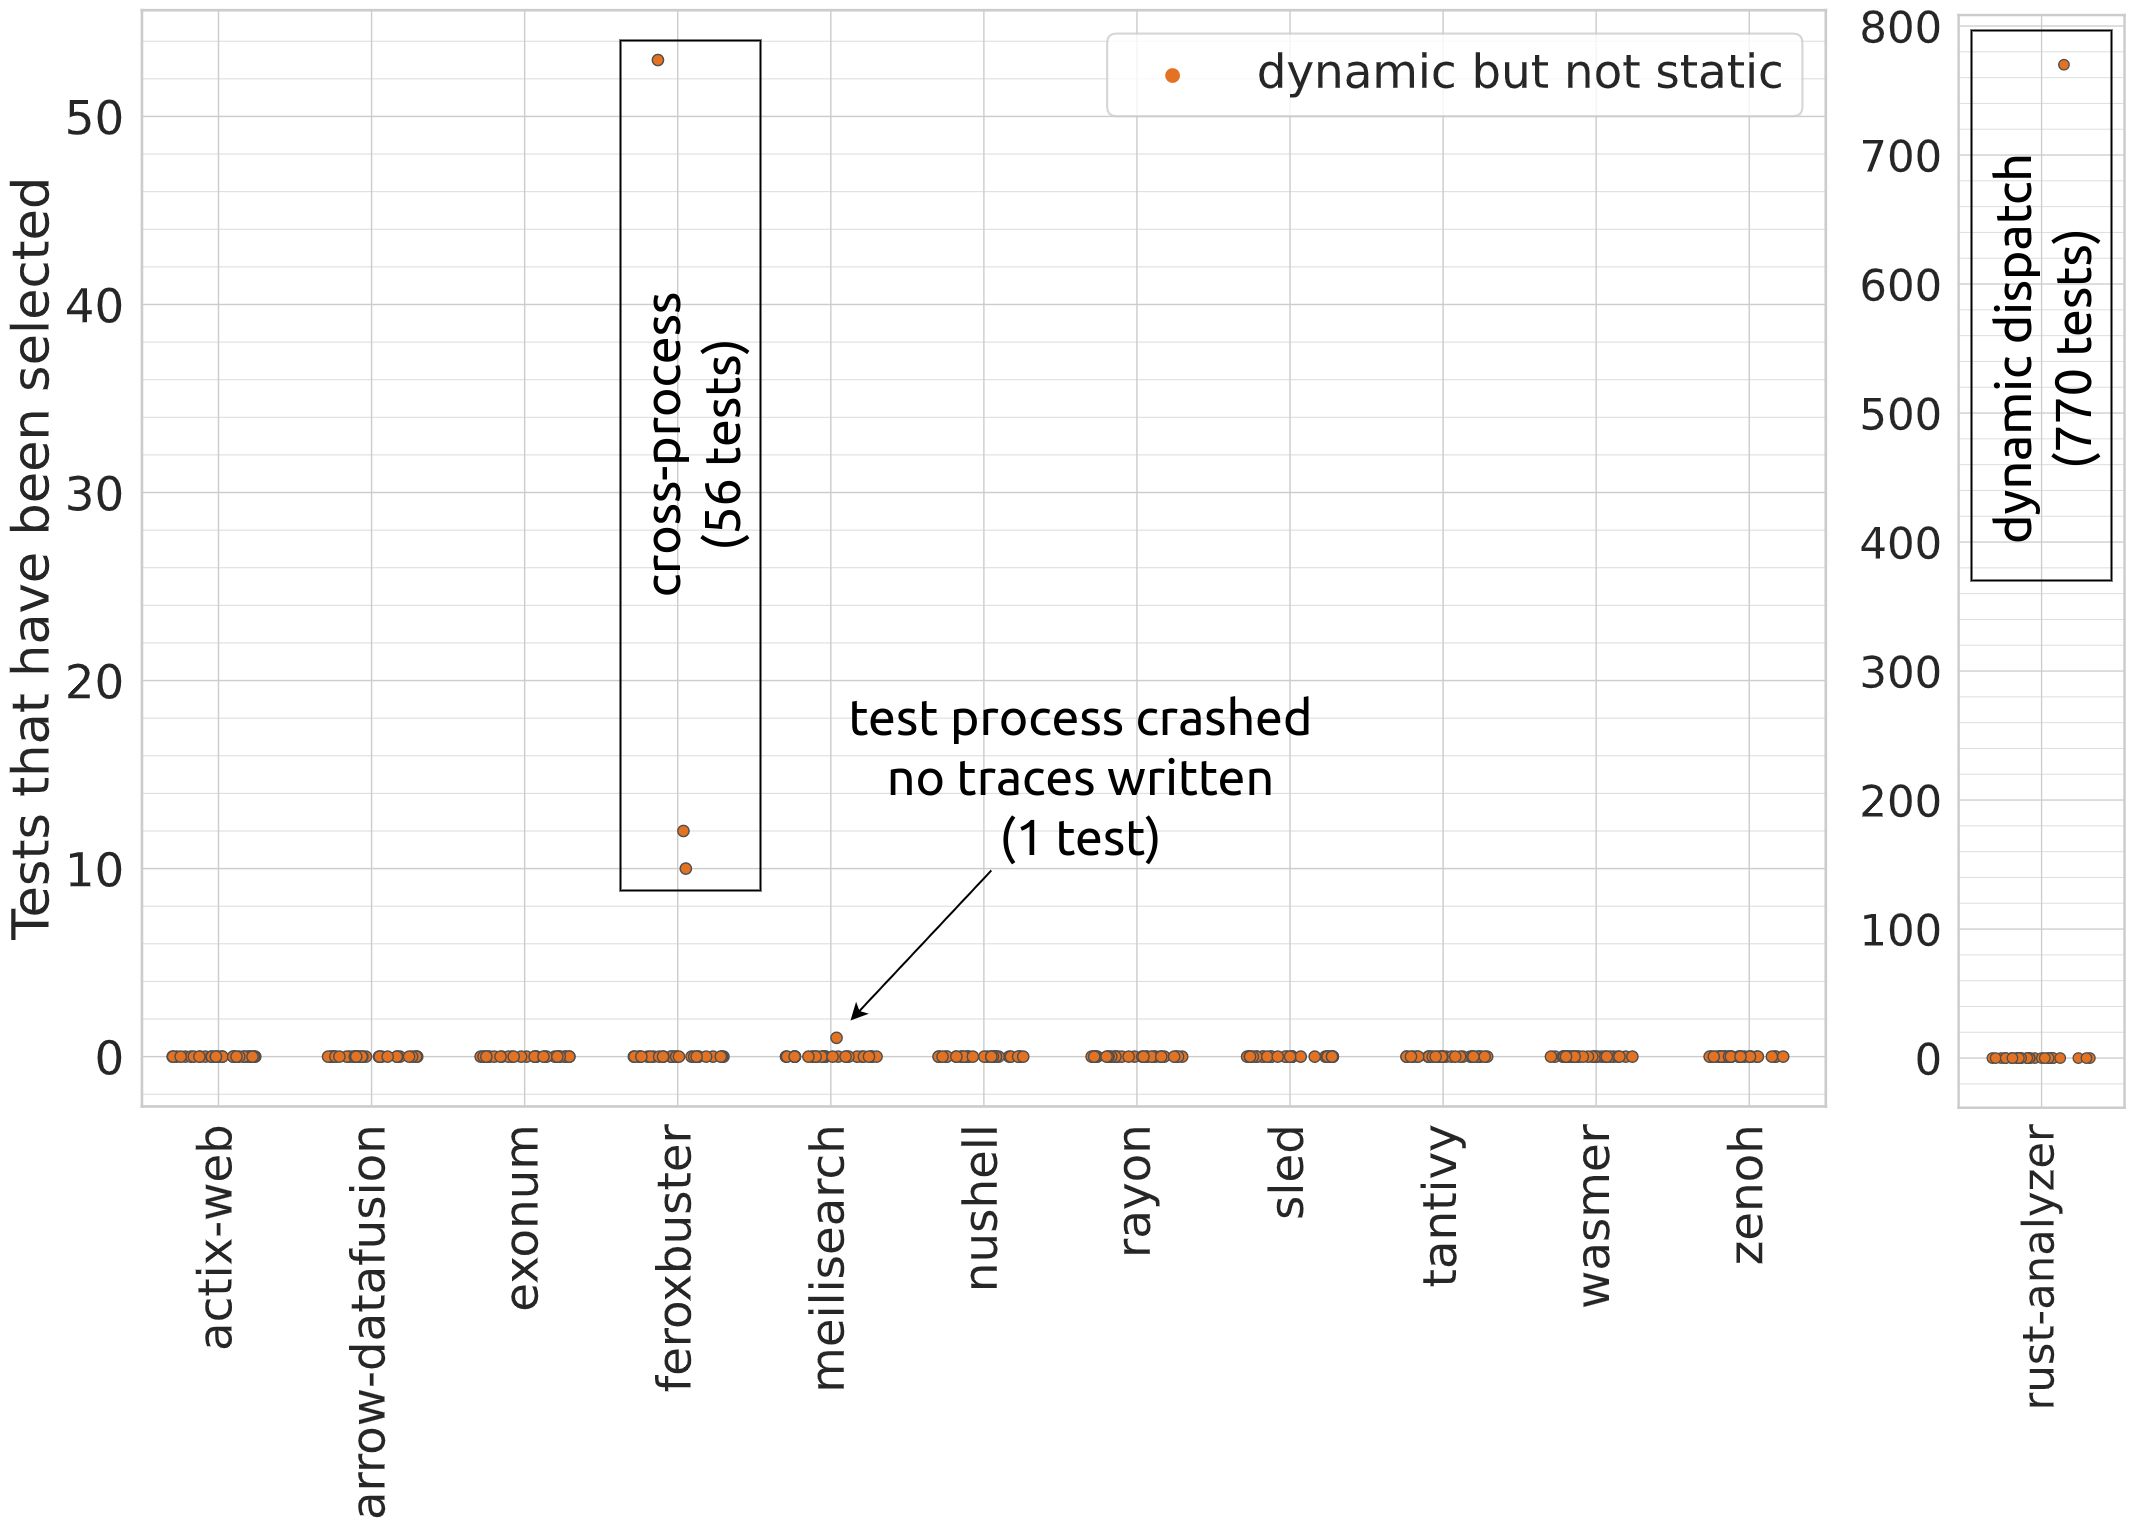 Tests that have been selected
50
40
30
20
10
0
dynamic but not static
cross-process
(56 tests)
test process crashed
no traces written
(1 test)
actix-web
arrow-datafusion
exonum
feroxbuster
meilisearch
nushell
rayon
sled
tantivy
wasmer
zenoh
800
700
600
500
400
300
200
100
0
dynamic dispatch
(770 tests)
rust-analyzer